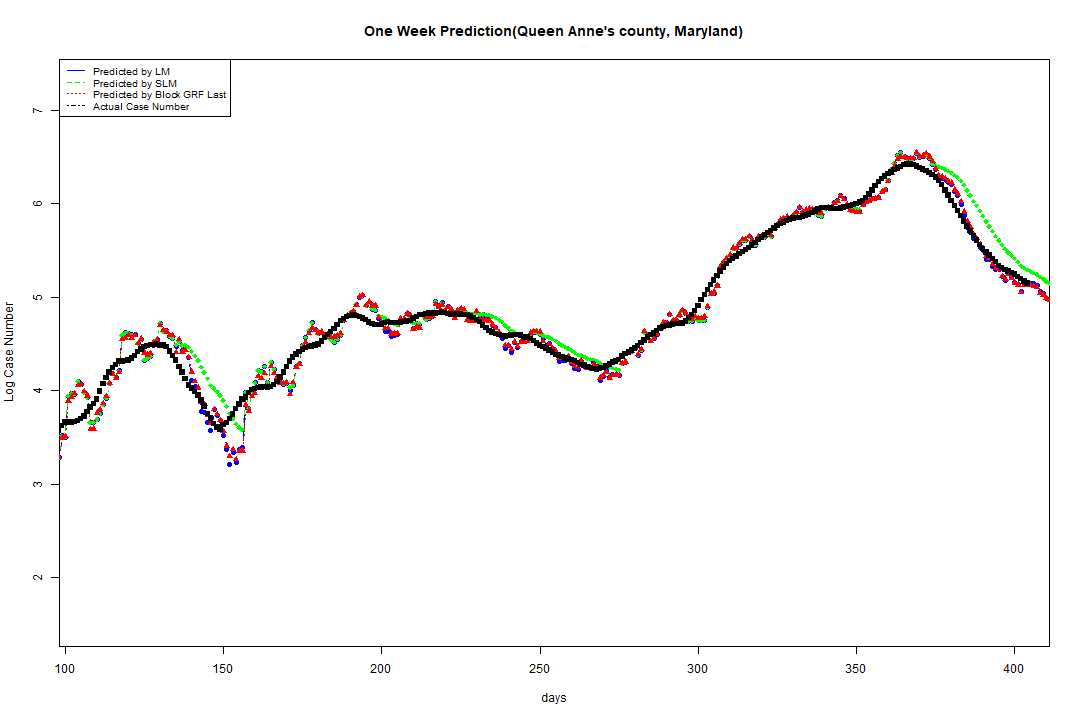 One Week Prediction(Queen Anne's county, Maryland)
Predicted by LM
Predicted by SLM
Predicted by Block GRF Last
Actual Case Number
Log Case Number
7
6
5
4
3
2
100 150 200 250 300 350 400
days